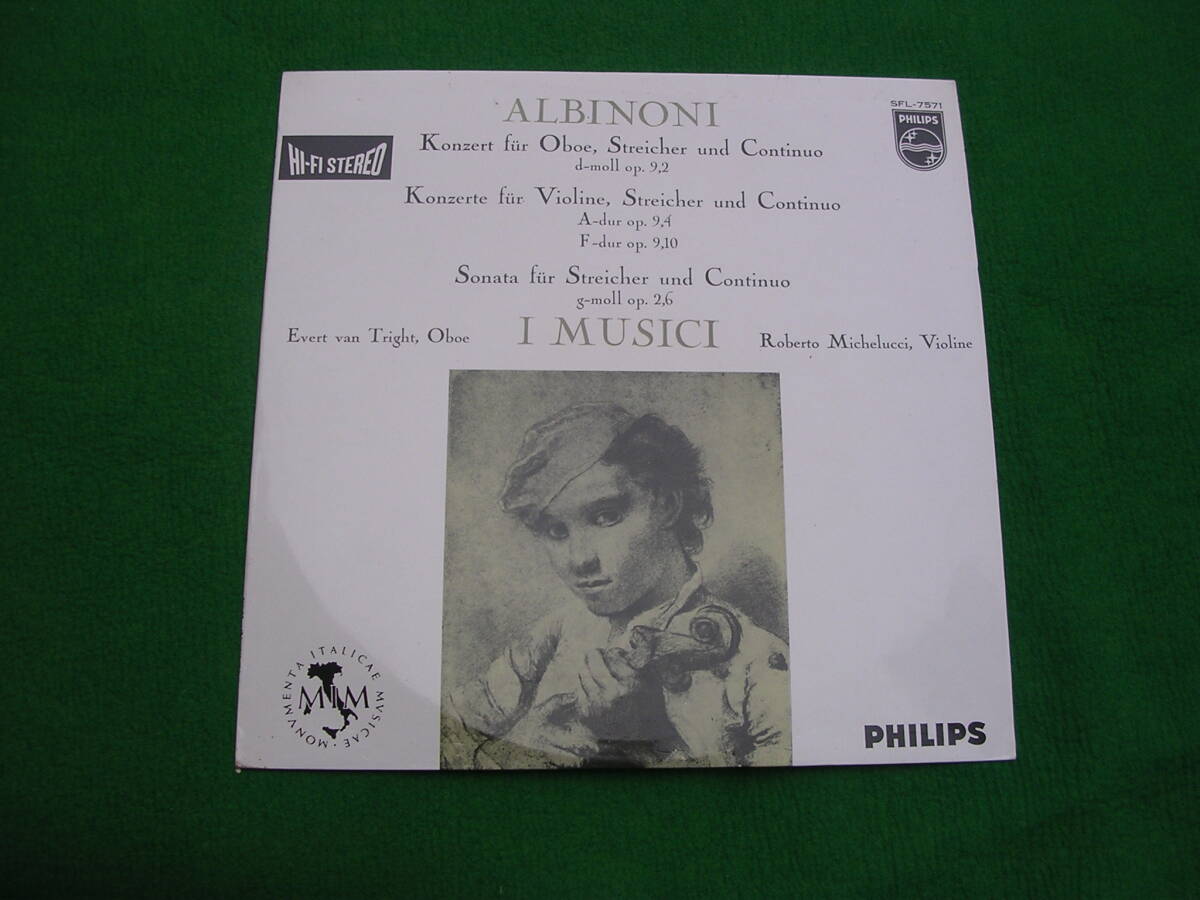 ALBINONI
SFL-7571
PHILIPS
HI-FI STEREO
Konzert für Oboe, Streicher und Continuo
d-moll op. 9,2
Konzerte für Violine, Streicher und Continuo
A-dur op. 9,4
F-dur op. 9,10
Sonata für Streicher und Continuo
g-moll op. 2,6
Evert van Tright, Oboe
I MUSICI
Roberto Michelucci, Violine
MONVMENTA ITALICAE MVSICAE
MIM
PHILIPS